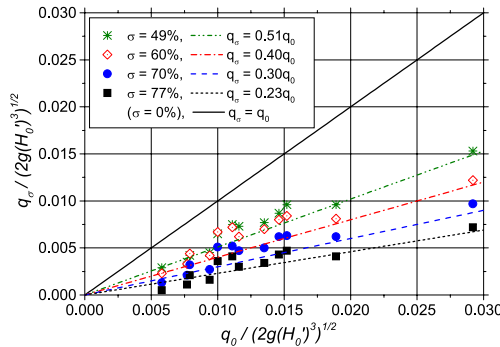 0.030
0.025
0.020
0.015
0.010
0.005
0.000
q_σ / (2g(H_0')^3)^{1/2}
σ = 49%, q_σ = 0.51q_0
σ = 60%, q_σ = 0.40q_0
σ = 70%, q_σ = 0.30q_0
σ = 77%, q_σ = 0.23q_0
(σ = 0%), q_σ = q_0
0.000 0.005 0.010 0.015 0.020 0.025 0.030
q_0 / (2g(H_0')^3)^{1/2}